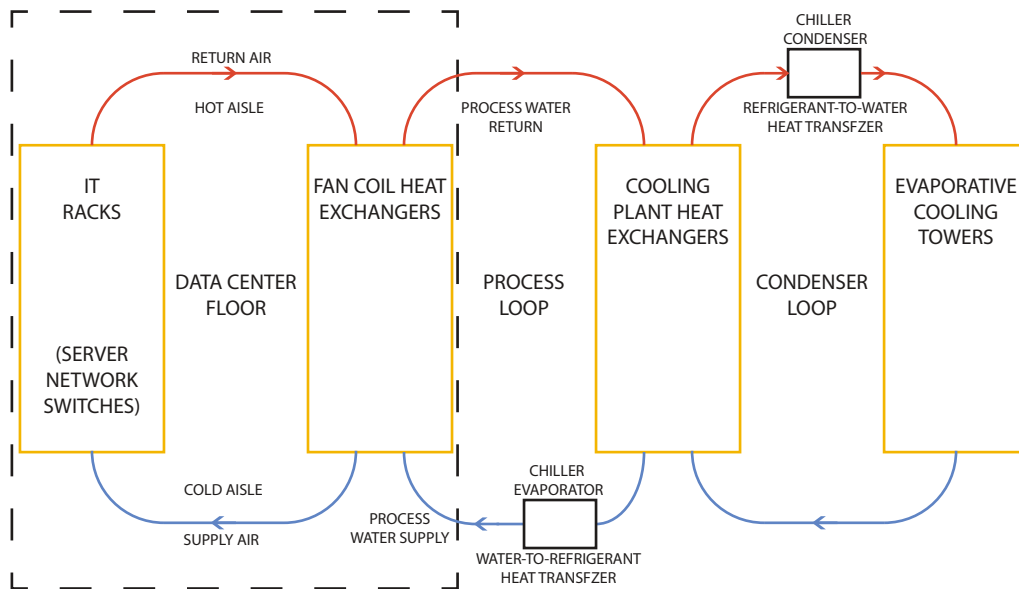 CHILLER
CONDENSER
RETURN AIR
HOT AISLE
PROCESS WATER
RETURN
REFRIGERANT-TO-WATER
HEAT TRANSFZER
IT
RACKS
(SERVER
NETWORK
SWITCHES)
DATA CENTER
FLOOR
FAN COIL HEAT
EXCHANGERS
PROCESS
LOOP
COOLING
PLANT HEAT
EXCHANGERS
CONDENSER
LOOP
EVAPORATIVE
COOLING
TOWERS
COLD AISLE
SUPPLY AIR
PROCESS
WATER SUPPLY
CHILLER
EVAPORATOR
WATER-TO-REFRIGERANT
HEAT TRANSFZER